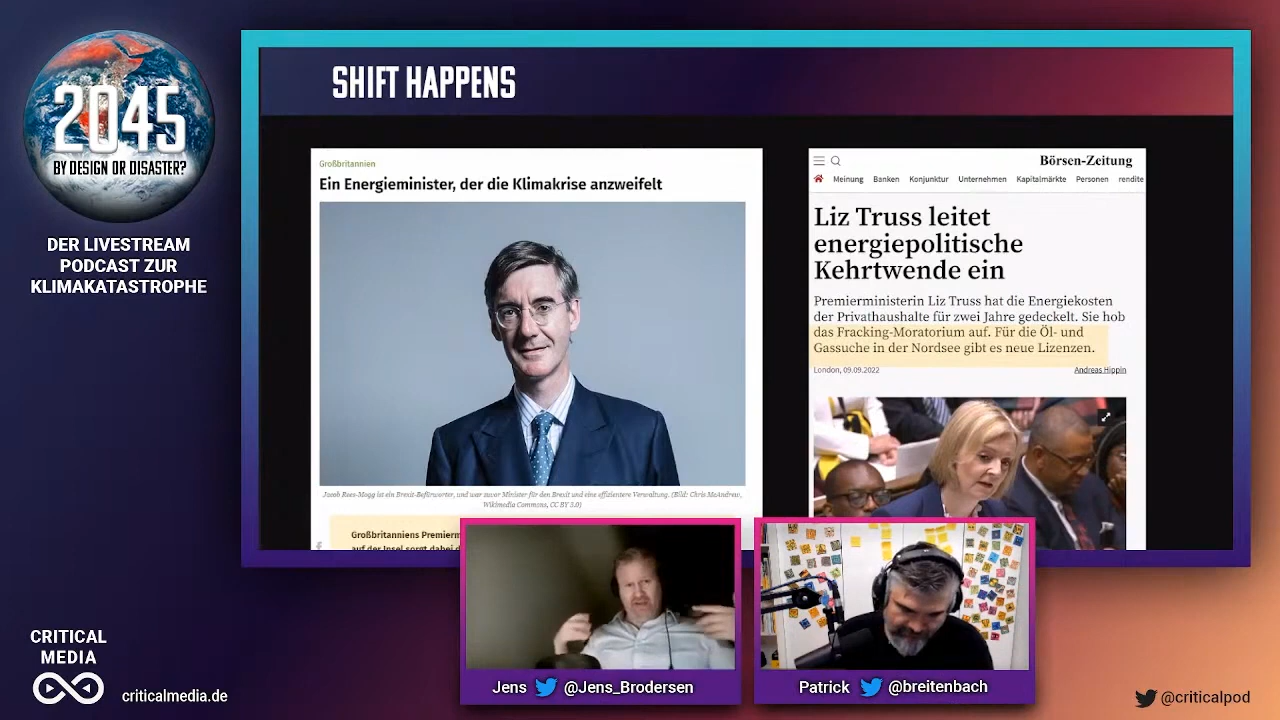 2045
BY DESIGN OR DISASTER?
DER LIVESTREAM
PODCAST ZUR
KLIMAKATASTROPHE
SHIFT HAPPENS
Großbritannien
Ein Energieminister, der die Klimakrise anzweifelt
Jacob Rees-Mogg ist ein Brexit-Befürworter, und war zuvor Minister für den Brexit und eine effizientere Verwaltung. (Bild: Chris McAndrew,
Wikimedia Commons, CC BY 3.0)
Großbritanniens Premierm
auf der Insel sorgt dabei d
Börsen-Zeitung
Meinung Banken Konjunktur Unternehmen Kapitalmärkte Personen rendite
Liz Truss leitet
energiepolitische
Kehrtwende ein
Premierministerin Liz Truss hat die Energiekosten
der Privathaushalte für zwei Jahre gedeckelt. Sie hob
das Fracking-Moratorium auf. Für die Öl- und
Gassuche in der Nordsee gibt es neue Lizenzen.
London, 09.09.2022 Andreas Hippin
Jens @Jens_Brodersen
Patrick @breitenbach
CRITICAL
MEDIA
criticalmedia.de
@criticalpod